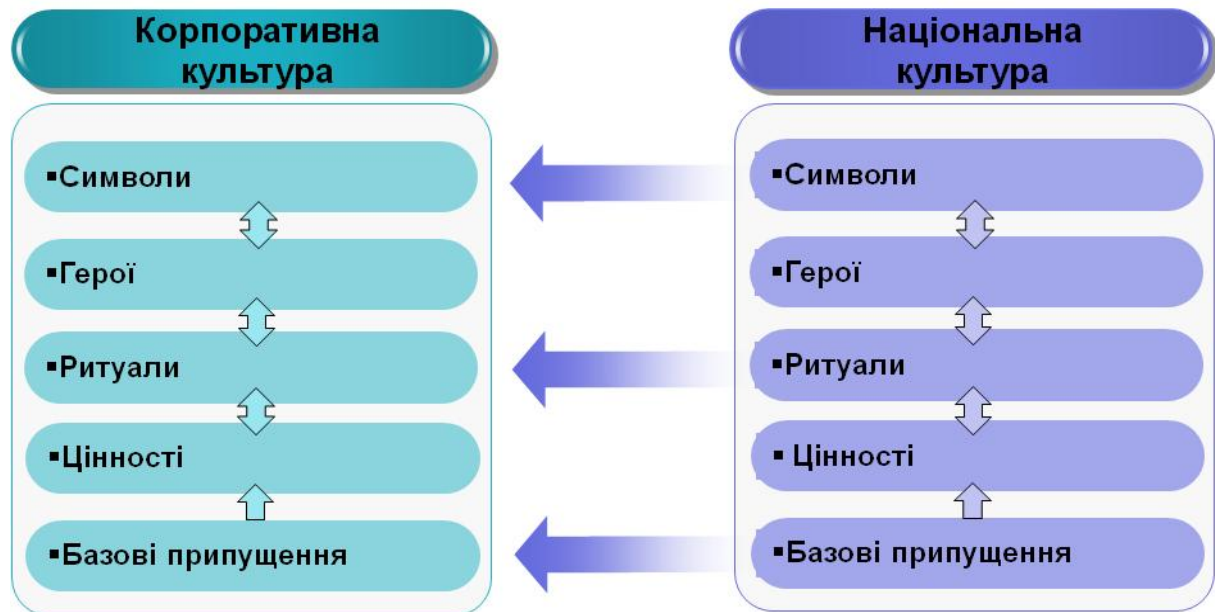 Корпоративна
культура
▪Символи
▪Герої
▪Ритуали
▪Цінності
▪Базові припущення
Національна
культура
▪Символи
▪Герої
▪Ритуали
▪ Цінності
▪Базові припущення